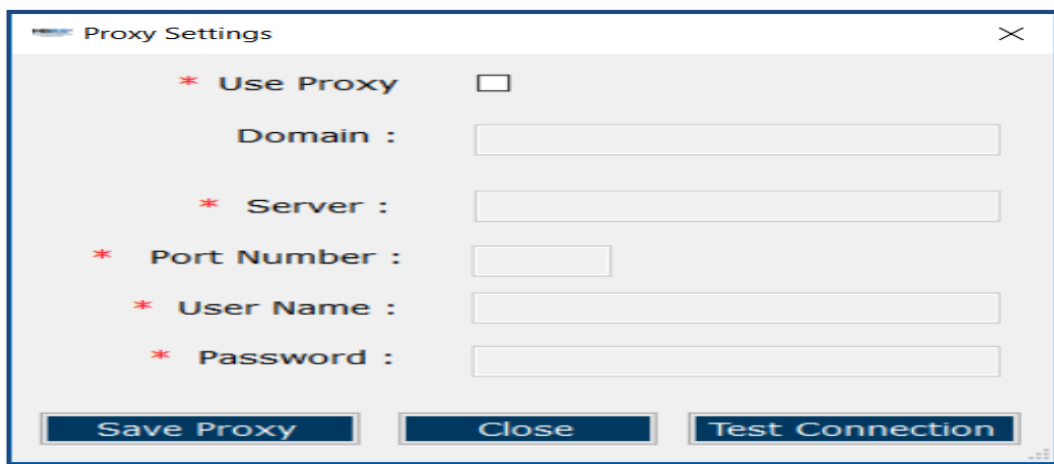 Proxy Settings
* Use Proxy
Domain :
* Server :
* Port Number :
* User Name :
* Password :
Save Proxy Close Test Connection